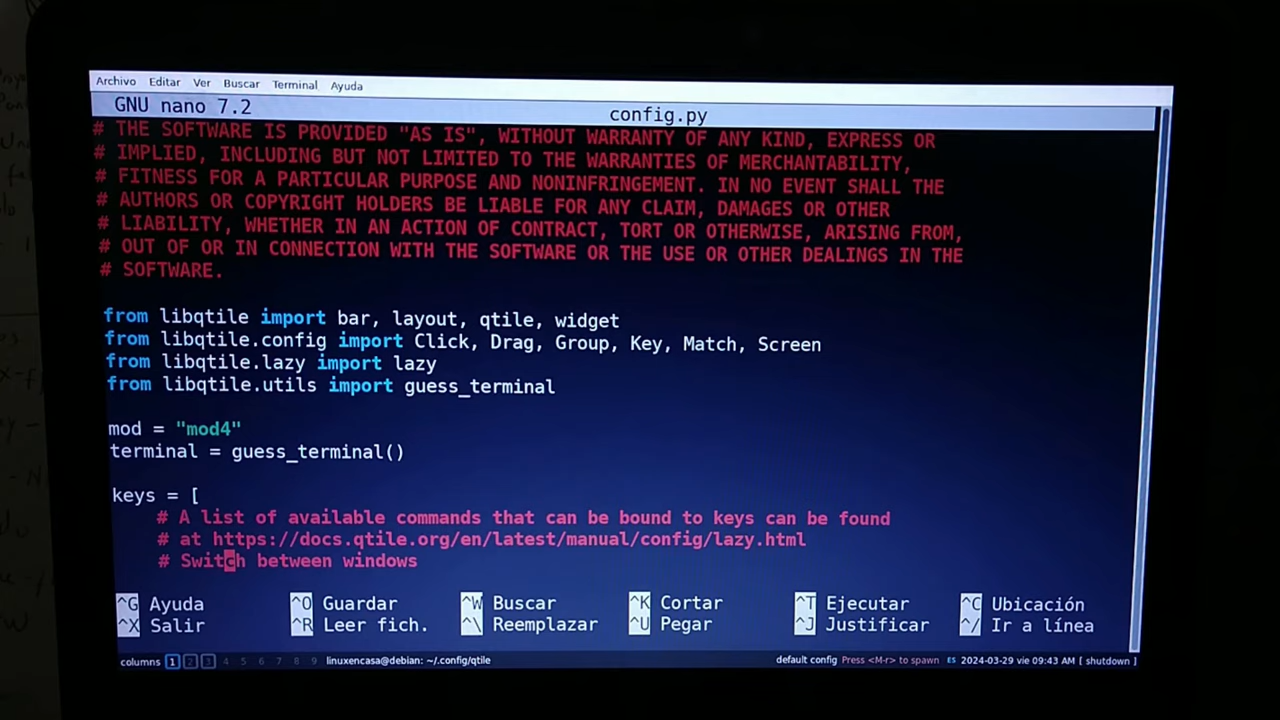 Archivo Editar Ver Buscar Terminal Ayuda
GNU nano 7.2 config.py
# THE SOFTWARE IS PROVIDED "AS IS", WITHOUT WARRANTY OF ANY KIND, EXPRESS OR
# IMPLIED, INCLUDING BUT NOT LIMITED TO THE WARRANTIES OF MERCHANTABILITY,
# FITNESS FOR A PARTICULAR PURPOSE AND NONINFRINGEMENT. IN NO EVENT SHALL THE
# AUTHORS OR COPYRIGHT HOLDERS BE LIABLE FOR ANY CLAIM, DAMAGES OR OTHER
# LIABILITY, WHETHER IN AN ACTION OF CONTRACT, TORT OR OTHERWISE, ARISING FROM,
# OUT OF OR IN CONNECTION WITH THE SOFTWARE OR THE USE OR OTHER DEALINGS IN THE
# SOFTWARE.
from libqtile import bar, layout, qtile, widget
from libqtile.config import Click, Drag, Group, Key, Match, Screen
from libqtile.lazy import lazy
from libqtile.utils import guess_terminal
mod = "mod4"
terminal = guess_terminal()
keys = [
# A list of available commands that can be bound to keys can be found
# at https://docs.qtile.org/en/latest/manual/config/lazy.html
# Switch between windows
^G Ayuda ^O Guardar ^W Buscar ^K Cortar ^T Ejecutar ^C Ubicación
^X Salir ^R Leer fich. ^\ Reemplazar ^U Pegar ^J Justificar ^/ Ir a línea
columns 1 2 3 4 5 6 7 8 9 linuxencasa@debian: ~/.config/qtile default config Press <M-r> to spawn ES 2024-03-29 vie 09:43 AM [ shutdown ]